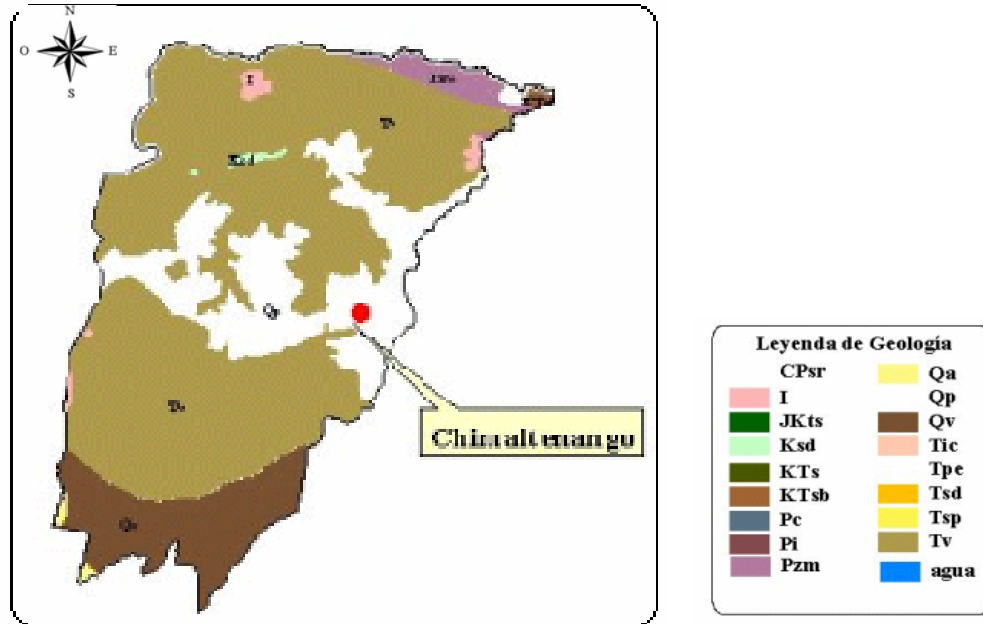 N
O E
S
I
Chimaltenango
Leyenda de Geología
CPsr Qa
I Qp
JKts Qv
Ksd Tic
KTs Tpe
KTsb Tsd
Pc Tsp
Pi Tv
Pzm agua